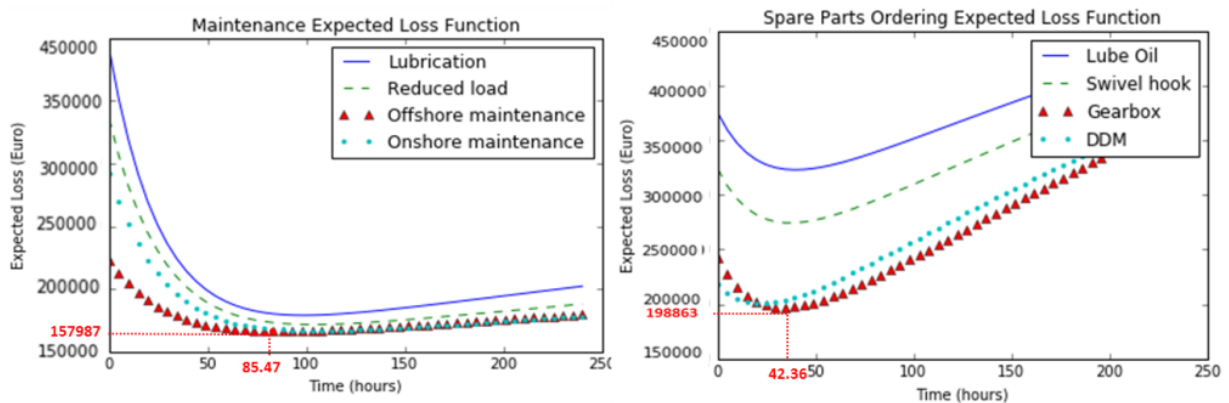 Maintenance Expected Loss Function
450000
350000
300000
250000
200000
150000
157987
85.47
0
50
100
150
200
250
Time (hours)
Expected Loss (Euro)
Lubrication
Reduced load
Offshore maintenance
Onshore maintenance
Spare Parts Ordering Expected Loss Function
450000
400000
350000
300000
250000
200000
150000
198863
42.36
0
50
100
150
200
250
Time (hours)
Expected Loss (Euro)
Lube Oil
Swivel hook
Gearbox
DDM